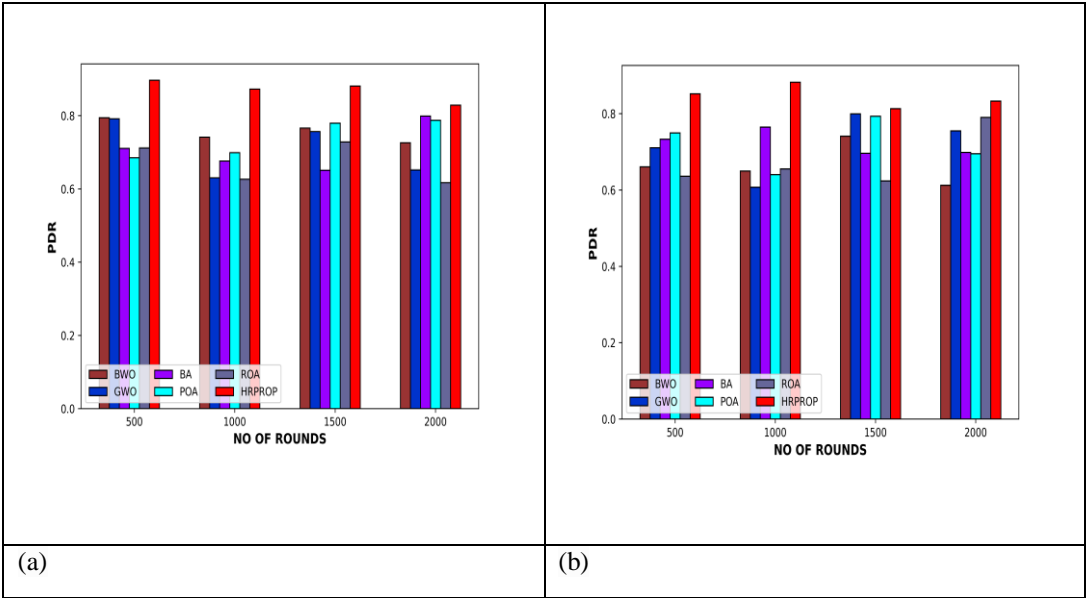 PDR
0.8
0.6
0.4
0.2
0.0
BWO BA ROA
GWO POA HRPROP
500 1000 1500 2000
NO OF ROUNDS
PDR
0.8
0.6
0.4
0.2
0.0
BWO BA ROA
GWO POA HRPROP
500 1000 1500 2000
NO OF ROUNDS
(a)
(b)